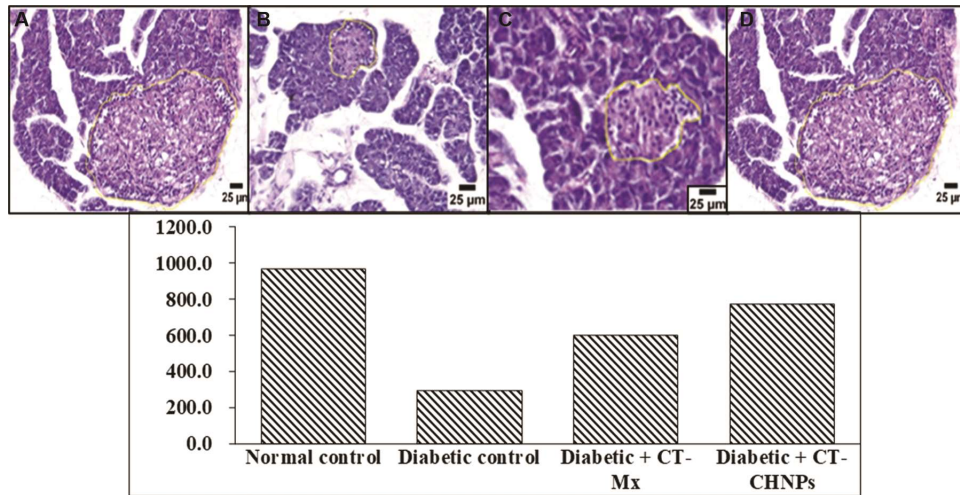 A B C D
25 µm 25 µm 25 µm 25 µm
1200.0
1000.0
800.0
600.0
400.0
200.0
0.0
Normal control Diabetic control Diabetic + CT- Diabetic + CT-
Mx CHNPs